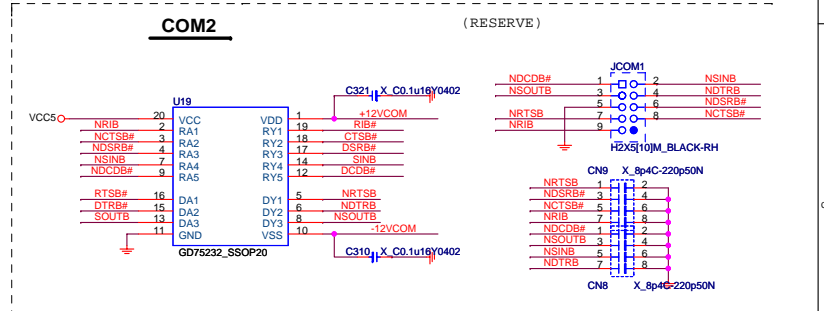 COM2
(RESERVE)
U19
VCC5
20 VCC VDD 1 +12VCOM
NRIB 2 RA1 RY1 19 RIB#
NCTSB# 3 RA2 RY2 18 CTSB#
NDSRB# 4 RA3 RY3 17 DSRB#
NSINB 7 RA4 RY4 14 SINB
NDCDB# 9 RA5 RY5 12 DCDB#
RTSB# 16 DA1 DY1 5 NRTSB
DTRB# 15 DA2 DY2 6 NDTRB
SOUTB 13 DA3 DY3 8 NSOUTB
11 GND VSS 10 -12VCOM
GD75232_SSOP20
C321 X_C0.1u16Y0402
C310 X_C0.1u16Y0402
JCOM1
NDCDB# 1 2 NSINB
NSOUTB 3 4 NDTRB
5 6 NDSRB#
NRTSB 7 8 NCTSB#
NRIB 9
H2X5[10]M_BLACK-RH
CN9 X_8p4C-220p50N
NRTSB 1 2
NDSRB# 3 4
NCTSB# 5 6
NRIB 7 8
NDCDB# 1 2
NSOUTB 3 4
NSINB 5 6
NDTRB 7 8
CN8 X_8p4C-220p50N